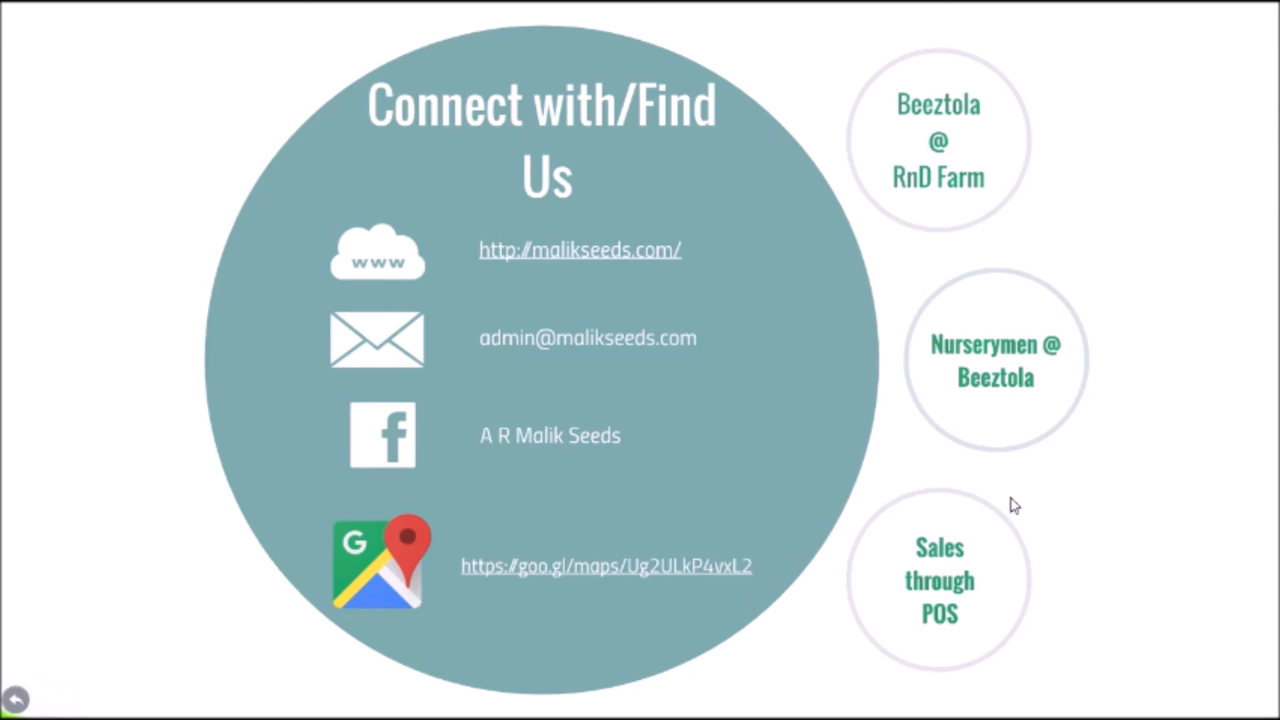 Connect with/Find
Us
www
http://malikseeds.com/
admin@malikseeds.com
f
A R Malik Seeds
G
https://goo.gl/maps/Ug2ULkP4vxL2
Beeztola
@
RnD Farm
Nurserymen @
Beeztola
Sales
through
POS